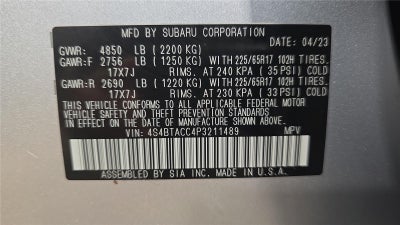 MFD. BY SUBARU CORPORATION DATE: 04/23
GVWR: 4850 LB (2200 KG)
GAWR:F 2756 LB (1250 KG) WITH 225/65R17 102H TIRES,
17X7J RIMS, AT 240 KPA (35 PSI) COLD
GAWR:R 2690 LB (1220 KG) WITH 225/65R17 102H TIRES,
17X7J RIMS, AT 230 KPA (33 PSI) COLD
THIS VEHICLE CONFORMS TO ALL APPLICABLE FEDERAL MOTOR
VEHICLE SAFETY, BUMPER, AND THEFT PREVENTION STANDARDS
IN EFFECT ON THE DATE OF MANUFACTURE SHOWN ABOVE.
VIN: 4S4BTACC4P3211489 MPV
ASSEMBLED BY SIA INC. MADE IN U.S.A.